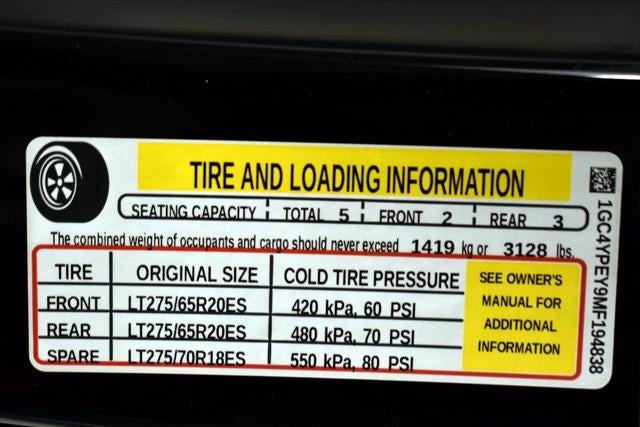 TIRE AND LOADING INFORMATION
SEATING CAPACITY TOTAL 5 FRONT 2 REAR 3
The combined weight of occupants and cargo should never exceed 1419 kg or 3128 lbs.
TIRE ORIGINAL SIZE COLD TIRE PRESSURE
FRONT LT275/65R20ES 420 kPa, 60 PSI
REAR LT275/65R20ES 480 kPa, 70 PSI
SPARE LT275/70R18ES 550 kPa, 80 PSI
SEE OWNER'S
MANUAL FOR
ADDITIONAL
INFORMATION
1GC4YPEY9MF194838